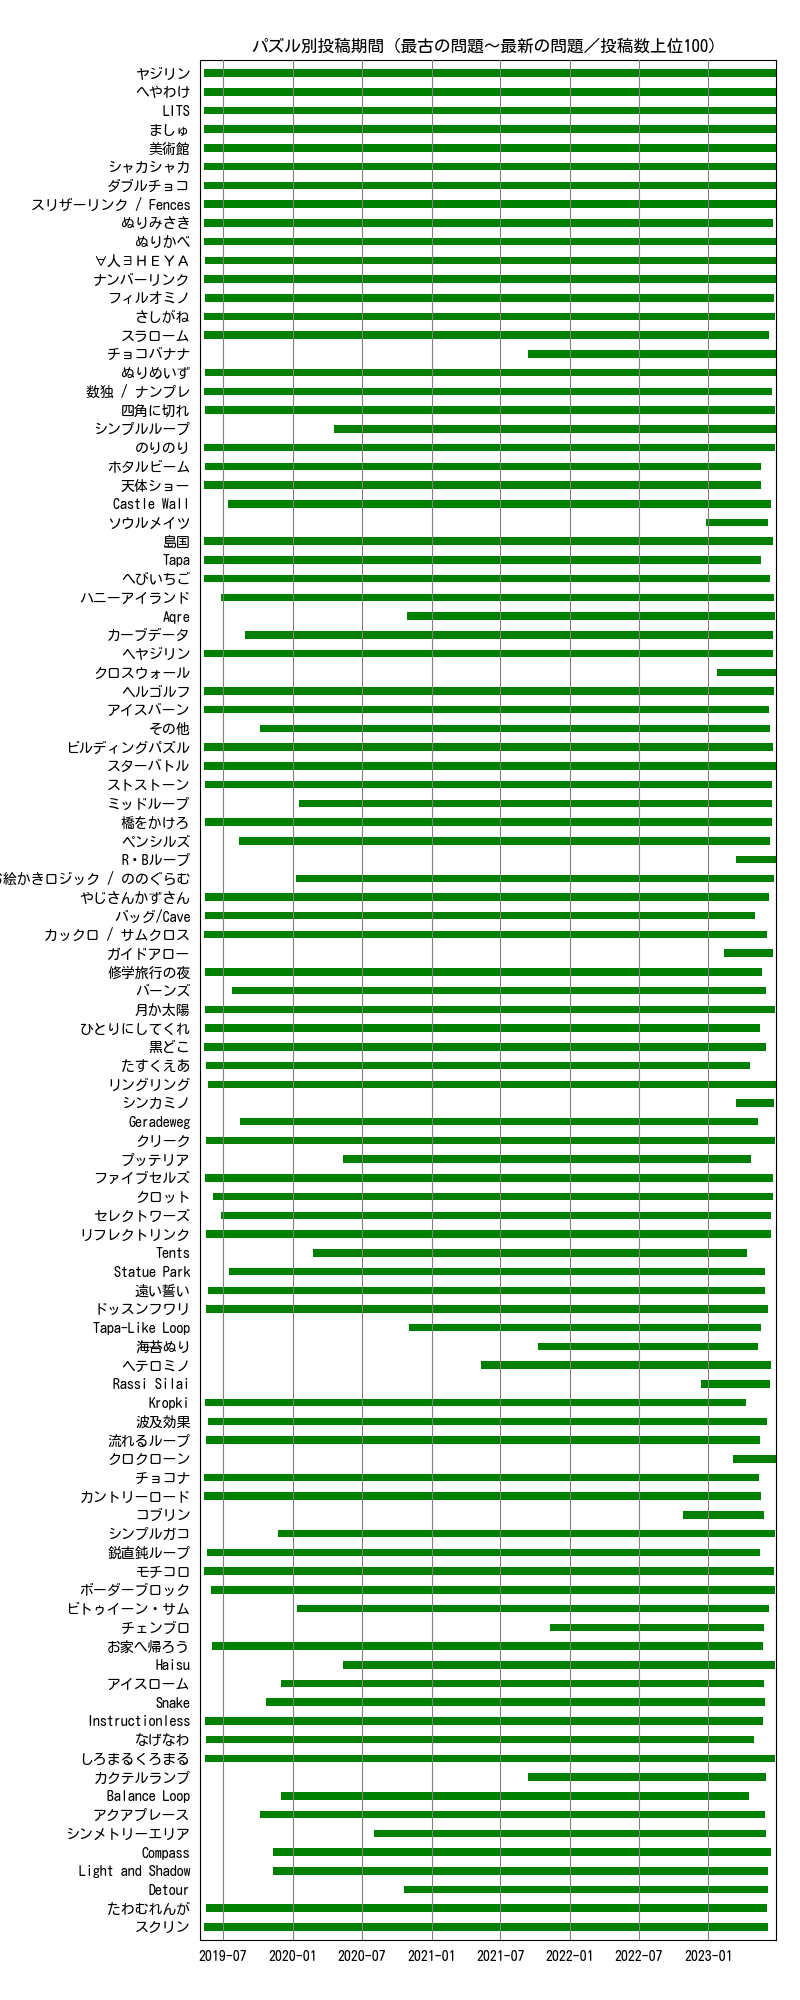 パズル別投稿期間（最古の問題～最新の問題／投稿数上位100）
ヤジリン
へやわけ
LITS
ましゅ
美術館
シャカシャカ
ダブルチョコ
スリザーリンク / Fences
ぬりみさき
ぬりかべ
∀人∃ＨＥＹＡ
ナンバーリンク
フィルオミノ
さしがね
スラローム
チョコバナナ
ぬりめいず
数独 / ナンプレ
四角に切れ
シンプルループ
のりのり
ホタルビーム
天体ショー
Castle Wall
ソウルメイツ
島国
Tapa
へびいちご
ハニーアイランド
Aqre
カーブデータ
ヘヤジリン
クロスウォール
ヘルゴルフ
アイスバーン
その他
ビルディングパズル
スターバトル
ストストーン
ミッドループ
橋をかけろ
ペンシルズ
R・Bループ
絵かきロジック / ののぐらむ
やじさんかずさん
バッグ/Cave
カックロ / サムクロス
ガイドアロー
修学旅行の夜
バーンズ
月か太陽
ひとりにしてくれ
黒どこ
たすくえあ
リングリング
シンカミノ
Geradeweg
クリーク
プッテリア
ファイブセルズ
クロット
セレクトワーズ
リフレクトリンク
Tents
Statue Park
遠い誓い
ドッスンフワリ
Tapa-Like Loop
海苔ぬり
ヘテロミノ
Rassi Silai
Kropki
波及効果
流れるループ
クロクローン
チョコナ
カントリーロード
コブリン
シンプルガコ
鋭直鈍ループ
モチコロ
ボーダーブロック
ビトゥイーン・サム
チェンブロ
お家へ帰ろう
Haisu
アイスローム
Snake
Instructionless
なげなわ
しろまるくろまる
カクテルランプ
Balance Loop
アクアプレース
シンメトリーエリア
Compass
Light and Shadow
Detour
たわむれんが
スクリン
2019-07 2020-01 2020-07 2021-01 2021-07 2022-01 2022-07 2023-01